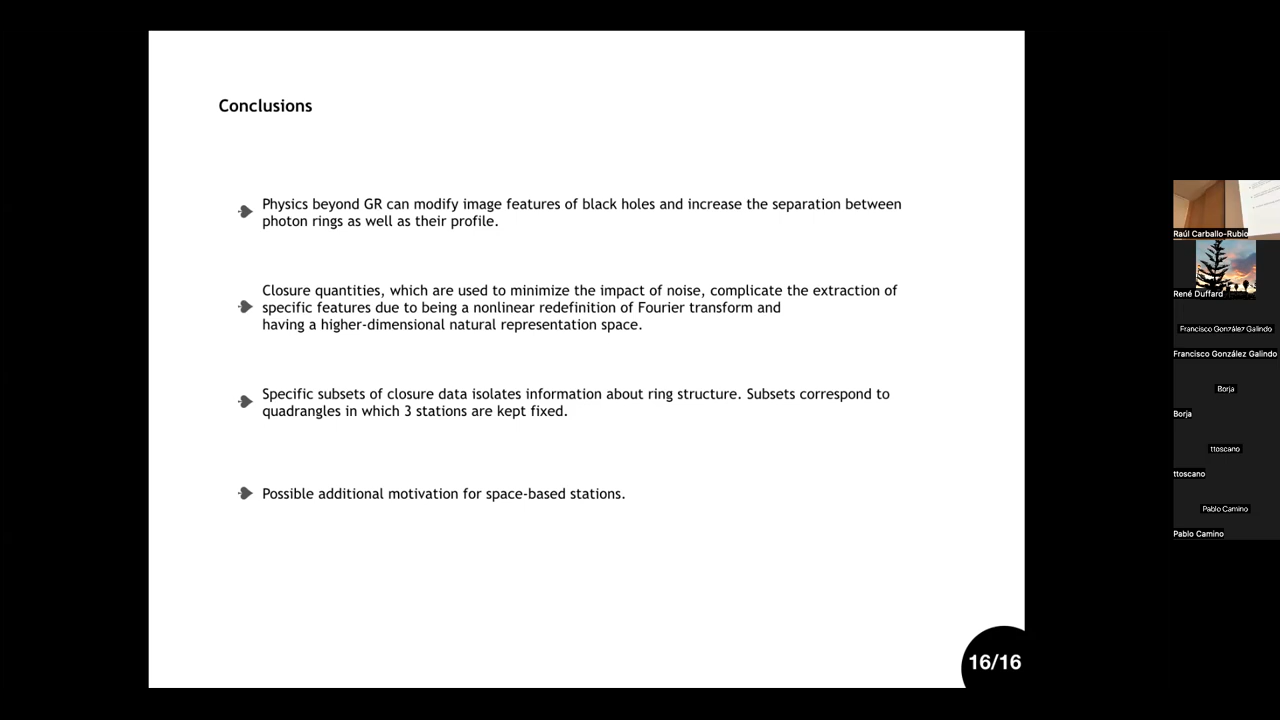 Conclusions
Physics beyond GR can modify image features of black holes and increase the separation between
photon rings as well as their profile.
Closure quantities, which are used to minimize the impact of noise, complicate the extraction of
specific features due to being a nonlinear redefinition of Fourier transform and
having a higher-dimensional natural representation space.
Specific subsets of closure data isolates information about ring structure. Subsets correspond to
quadrangles in which 3 stations are kept fixed.
Possible additional motivation for space-based stations.
16/16
Raúl Carballo-Rubio
René Duffard
Francisco González Galindo
Francisco González Galindo
Borja
Borja
ttoscano
ttoscano
Pablo Camino
Pablo Camino